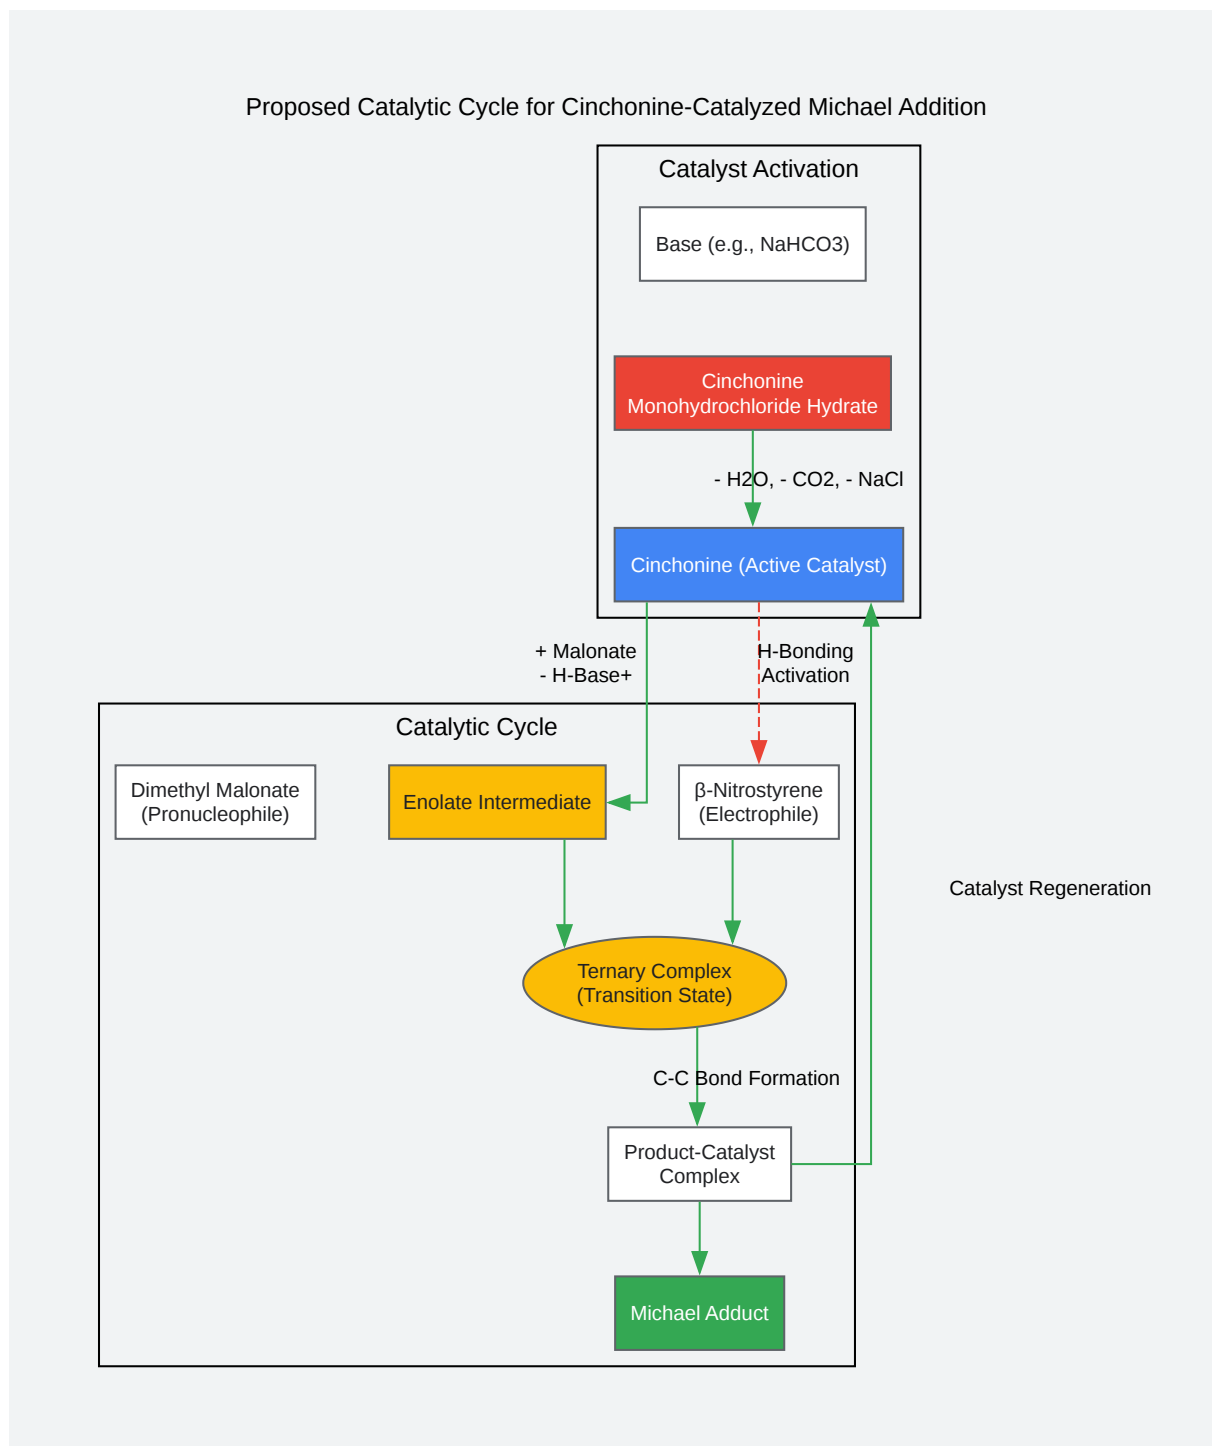 Proposed Catalytic Cycle for Cinchonine-Catalyzed Michael Addition
Catalyst Activation
Base (e.g., NaHCO3)
Cinchonine
Monohydrochloride Hydrate
- H2O, - CO2, - NaCl
Cinchonine (Active Catalyst)
+ Malonate
- H-Base+
H-Bonding
Activation
Catalytic Cycle
Dimethyl Malonate
(Pronucleophile)
Enolate Intermediate
β-Nitrostyrene
(Electrophile)
Catalyst Regeneration
Ternary Complex
(Transition State)
C-C Bond Formation
Product-Catalyst
Complex
Michael Adduct